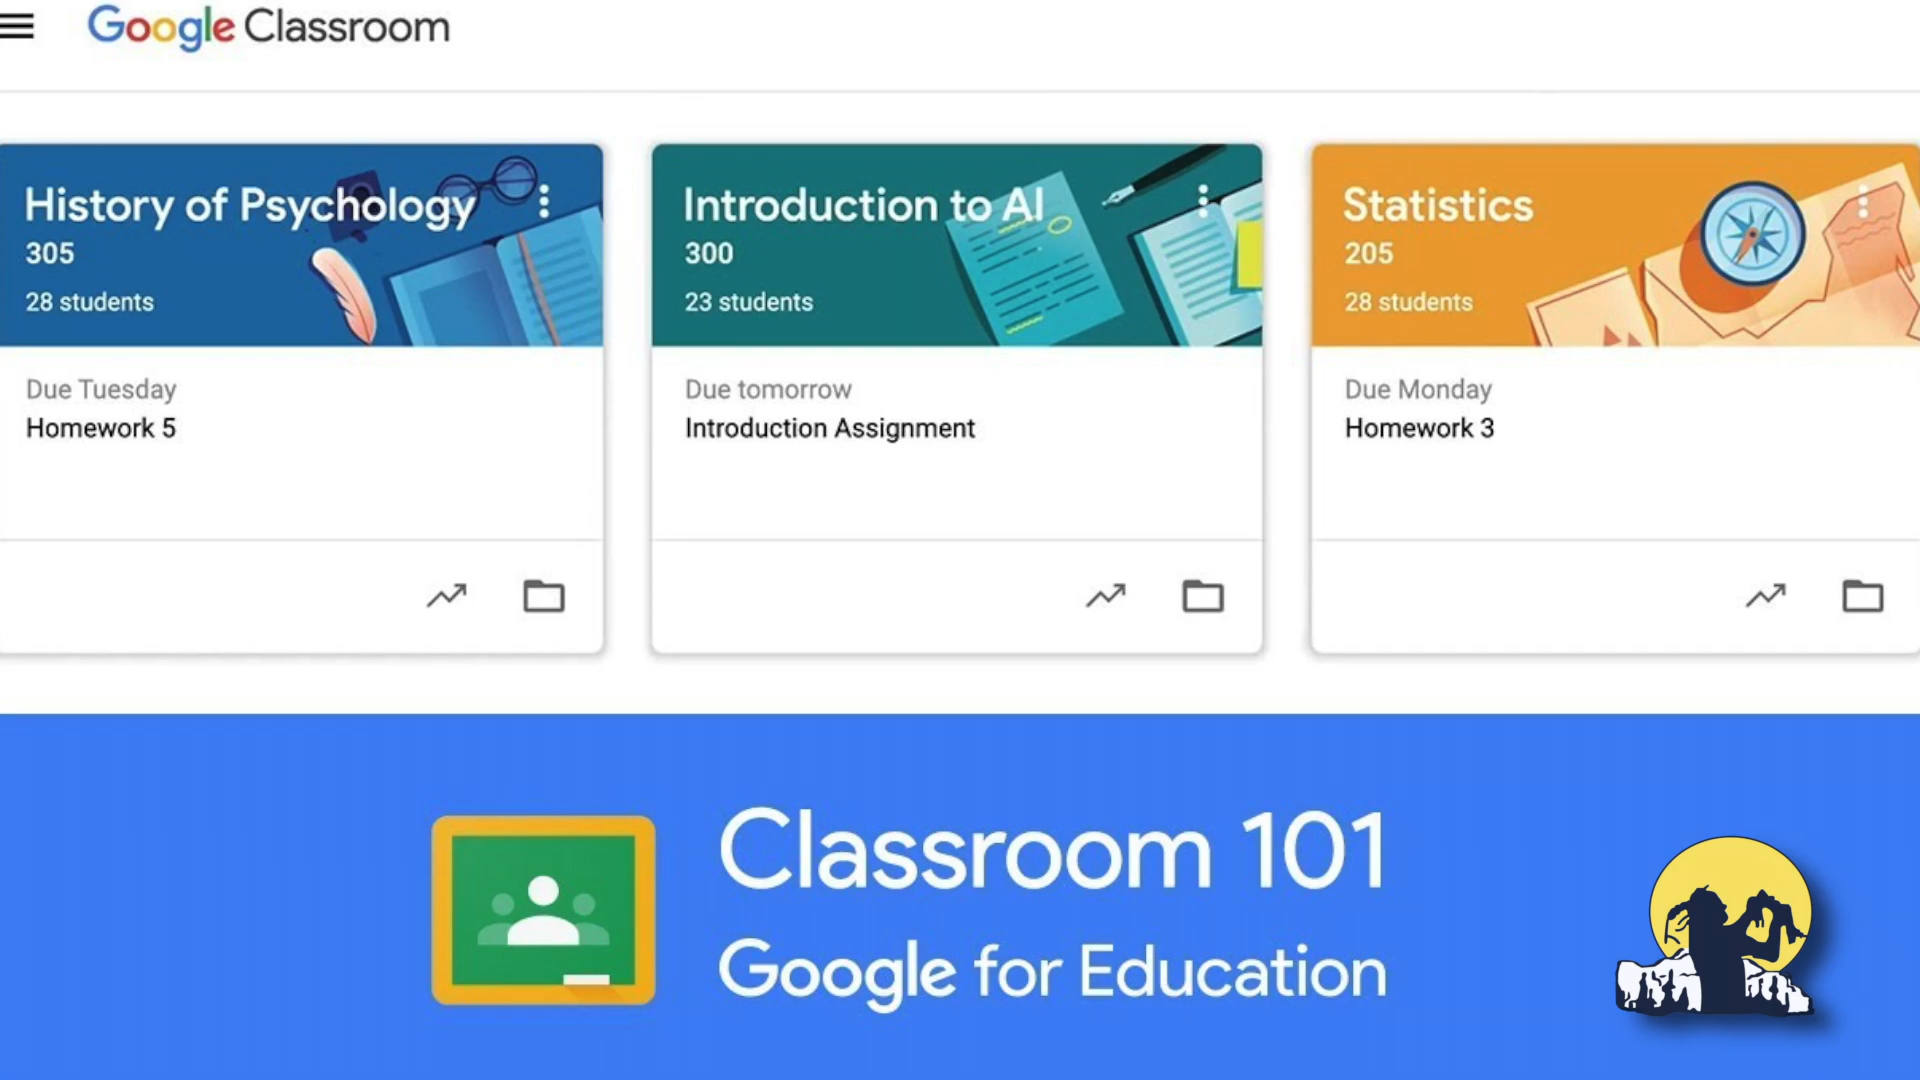 Google Classroom
History of Psychology
305
28 students
Due Tuesday
Homework 5
Introduction to AI
300
23 students
Due tomorrow
Introduction Assignment
Statistics
205
28 students
Due Monday
Homework 3
Classroom 101
Google for Education